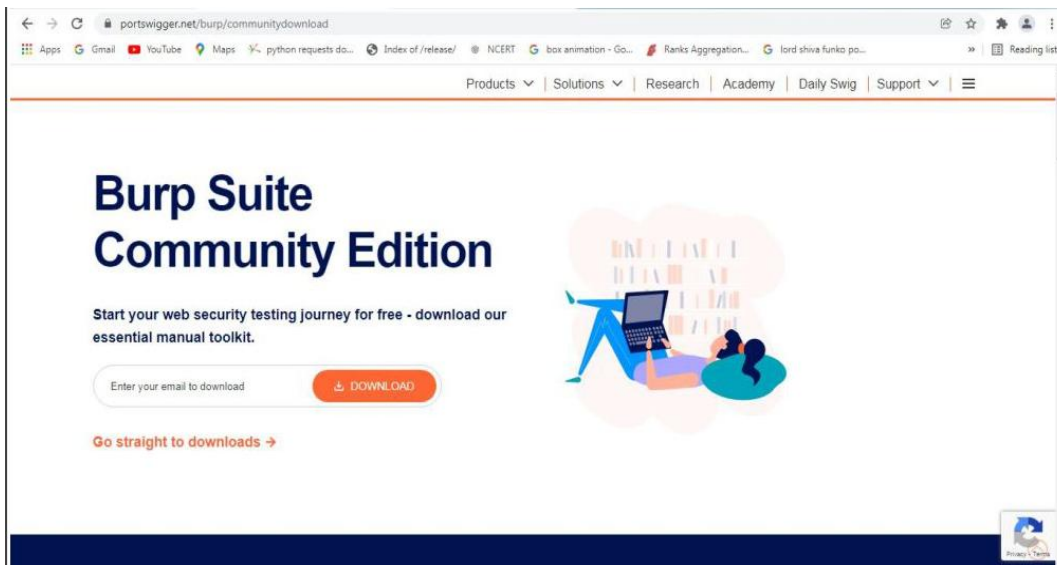 portswigger.net/burp/communitydownload
Apps Gmail YouTube Maps python requests do... Index of /release/ NCERT box animation - Go... Ranks Aggregation... lord shiva funko po... » Reading list
Products | Solutions | Research | Academy | Daily Swig | Support
Burp Suite
Community Edition
Start your web security testing journey for free - download our
essential manual toolkit.
Enter your email to download DOWNLOAD
Go straight to downloads →
Privacy - Terms